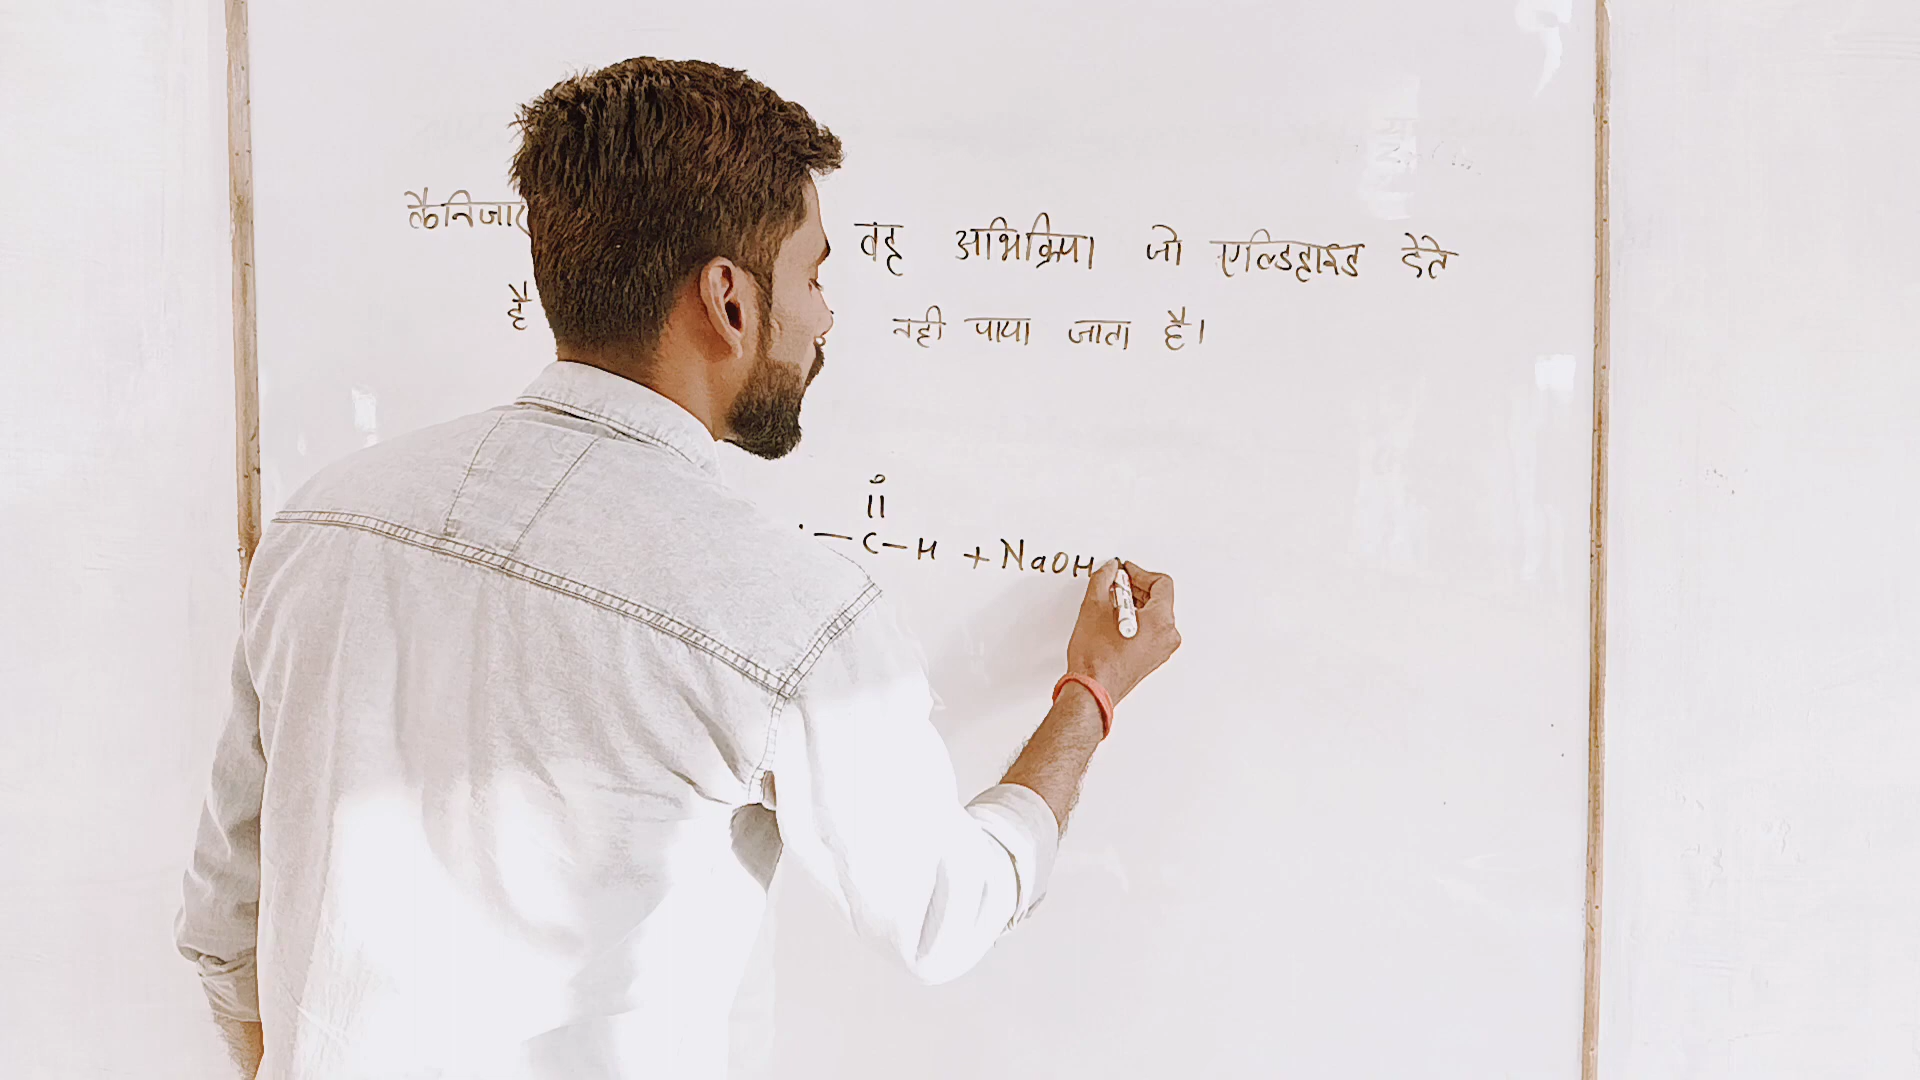 वह अभिक्रिया जो एल्डिहाइड देते
है नही पाया जाता है।
O
||
— C — H + NaOH